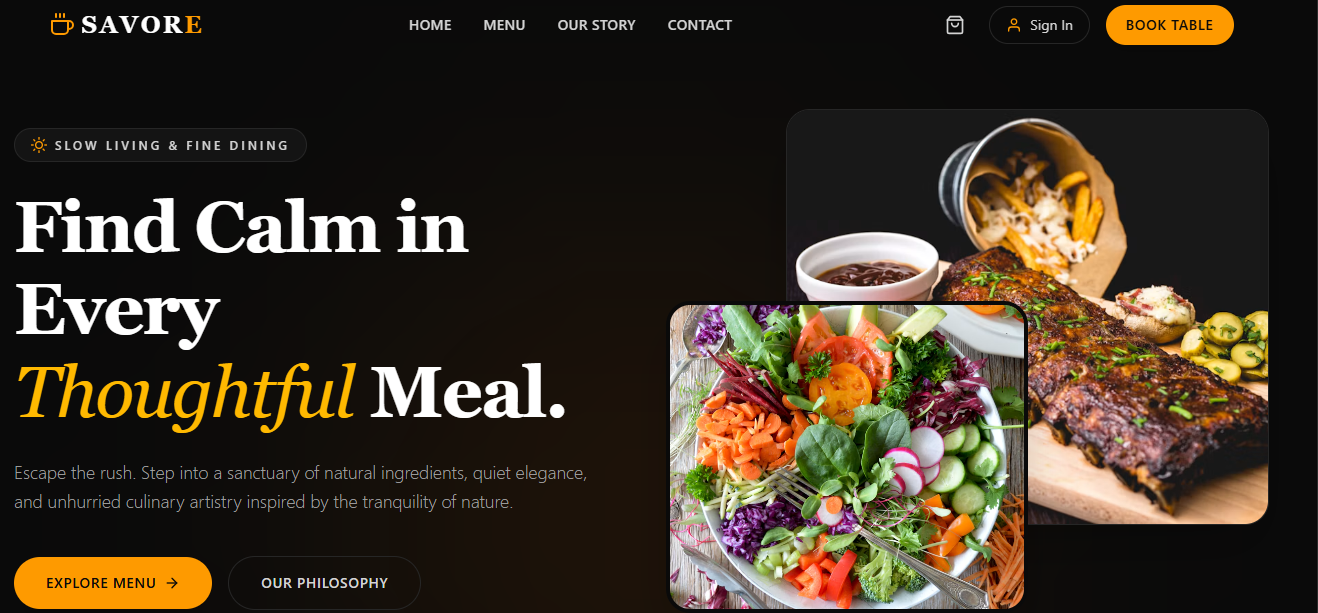 SAVORE
HOME
MENU
OUR STORY
CONTACT
Sign In
BOOK TABLE
SLOW LIVING & FINE DINING
Find Calm in
Every
Thoughtful Meal.
Escape the rush. Step into a sanctuary of natural ingredients, quiet elegance,
and unhurried culinary artistry inspired by the tranquility of nature.
EXPLORE MENU →
OUR PHILOSOPHY